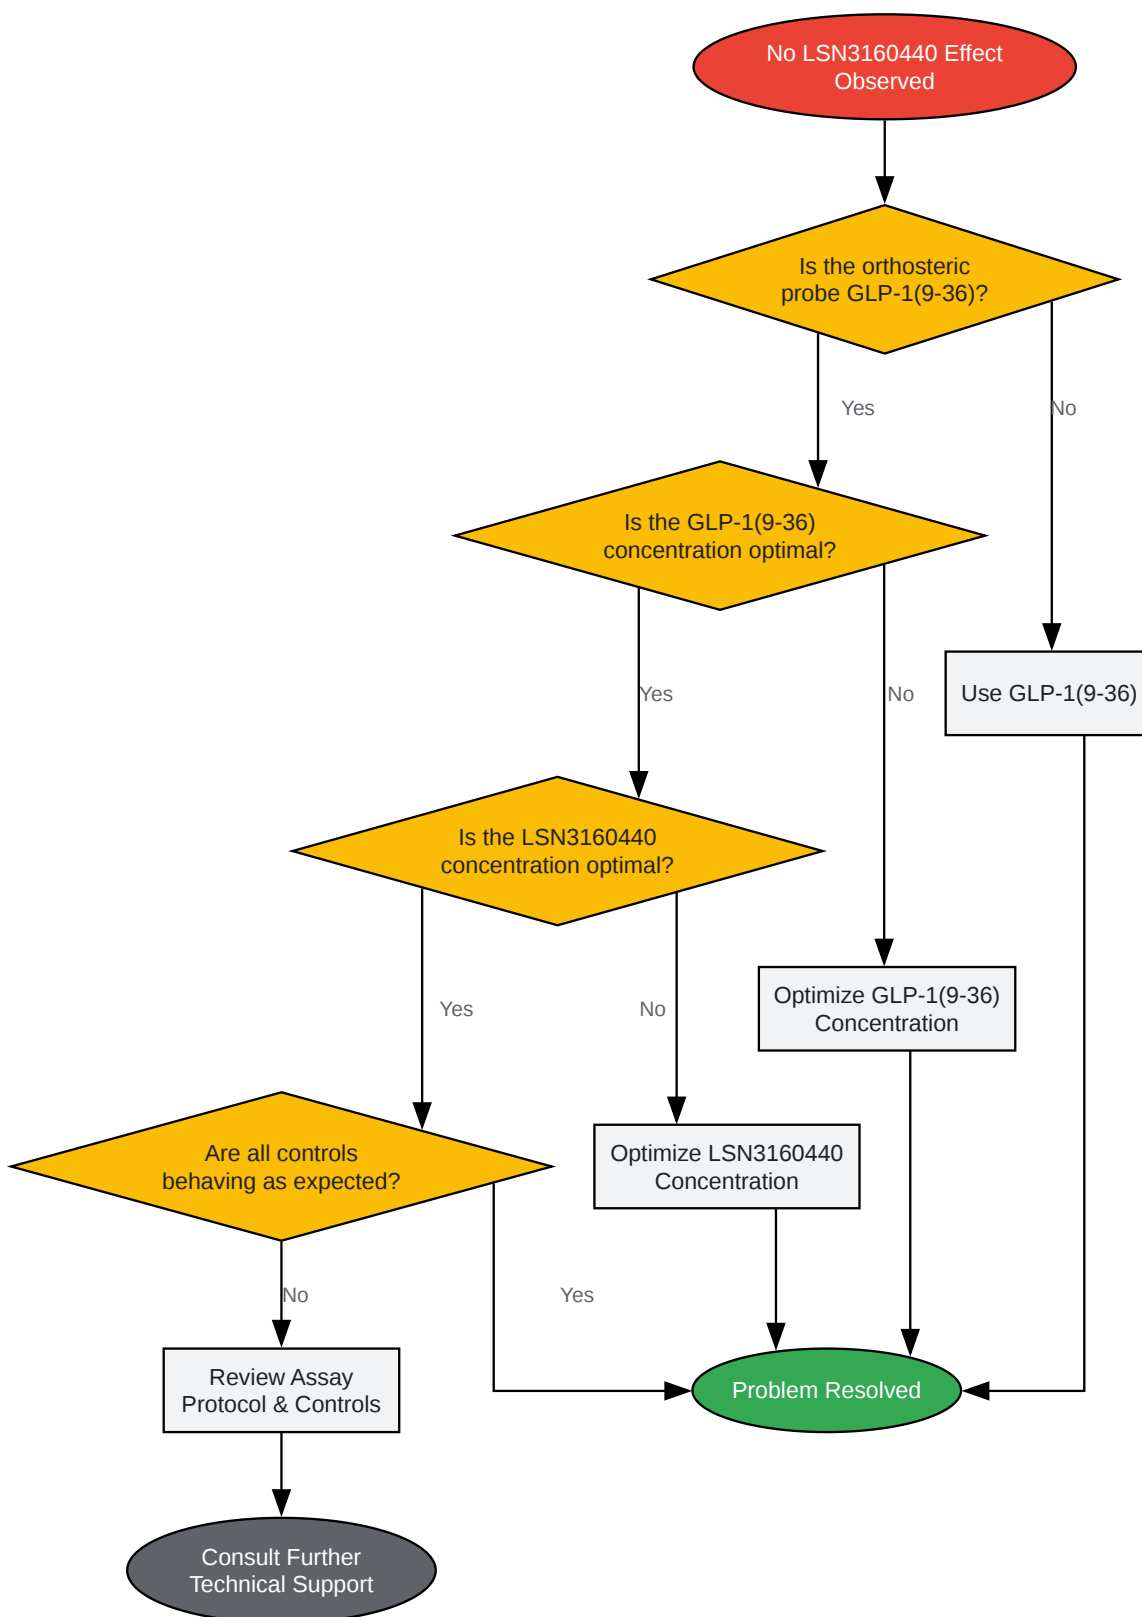 No LSN3160440 Effect
Observed
Is the orthosteric
probe GLP-1(9-36)?
Yes
No
Is the GLP-1(9-36)
concentration optimal?
Yes
No
Use GLP-1(9-36)
Is the LSN3160440
concentration optimal?
Yes
No
Optimize GLP-1(9-36)
Concentration
Are all controls
behaving as expected?
Optimize LSN3160440
Concentration
No
Yes
Review Assay
Protocol & Controls
Problem Resolved
Consult Further
Technical Support